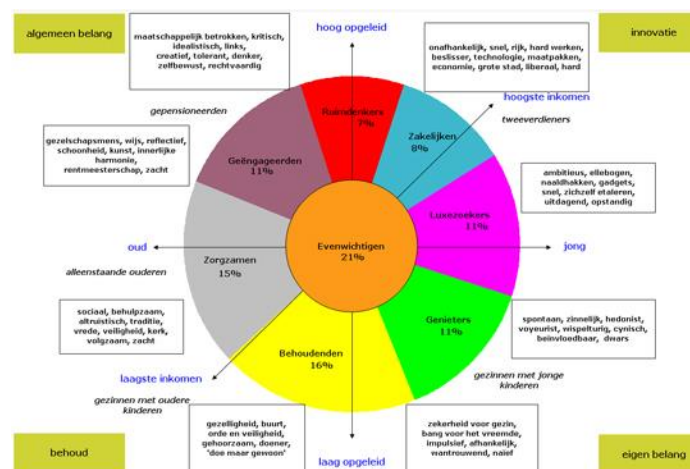 algemeen belang
maatschappelijk betrokken, kritisch,
idealistisch, links,
creatief, tolerant, denker,
zelfbewust, rechtvaardig
hoog opgeleid
onafhankelijk, snel, rijk, hard werken,
beslisser, technologie, maatpakken,
economie, grote stad, liberaal, hard
innovatie
gepensioneerden
Ruimdenkers
7%
hoogste inkomen
tweeverdieners
Zakelijken
8%
gezelschapsmens, wijs, reflectief,
schoonheid, kunst, innerlijke
harmonie,
rentmeesterschap, zacht
Geëngageerden
11%
ambitieus, ellebogen,
naaldhakken, gadgets,
snel, zichzelf etaleren,
uitdagend, opstandig
Luxezoekers
11%
oud
Evenwichtigen
21%
jong
alleenstaande ouderen
Zorgzamen
15%
sociaal, behulpzaam,
altruistisch, traditie,
vrede, veiligheid, kerk,
volgzaam, zacht
Genieters
11%
spontaan, zinnelijk, hedonist,
voyeurist, wispelturig, cynisch,
beinvloedbaar, dwars
Behoudenden
16%
laagste inkomen
gezinnen met oudere
kinderen
gezinnen met jonge
kinderen
behoud
gezelligheid, buurt,
orde en veiligheid,
gehoorzaam, doener,
'doe maar gewoon'
laag opgeleid
zekerheid voor gezin,
bang voor het vreemde,
impulsief, afhankelijk,
wantrouwend, naïef
eigen belang